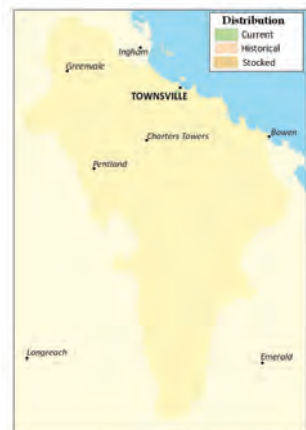 Distribution
Current
Historical
Stocked
Ingham
Greenvale
TOWNSVILLE
Charters Towers
Bowen
Pentland
Longreach
Emerald